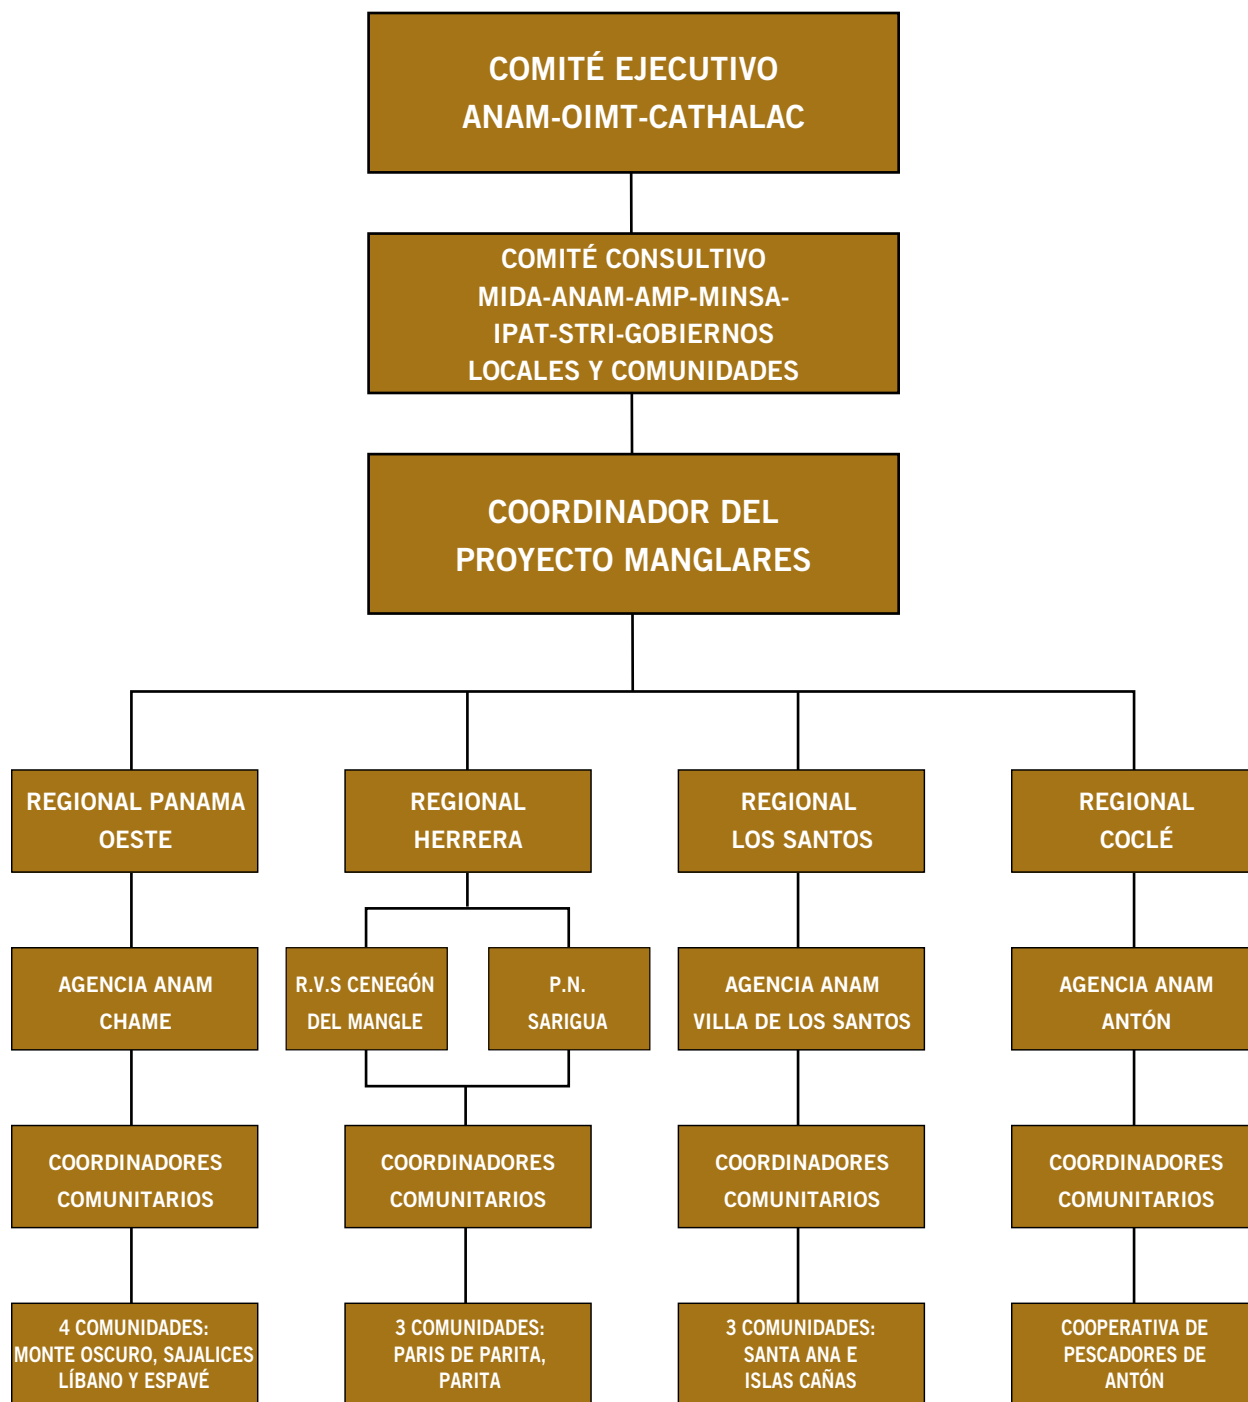 COMITÉ EJECUTIVO
ANAM-OIMT-CATHALAC
COMITÉ CONSULTIVO
MIDA-ANAM-AMP-MINSA-
IPAT-STRI-GOBIERNOS
LOCALES Y COMUNIDADES
COORDINADOR DEL
PROYECTO MANGLARES
REGIONAL PANAMA
OESTE
REGIONAL
HERRERA
REGIONAL
LOS SANTOS
REGIONAL
COCLÉ
AGENCIA ANAM
CHAME
R.V.S CENEGÓN
DEL MANGLE
P.N.
SARIGUA
AGENCIA ANAM
VILLA DE LOS SANTOS
AGENCIA ANAM
ANTÓN
COORDINADORES
COMUNITARIOS
COORDINADORES
COMUNITARIOS
COORDINADORES
COMUNITARIOS
COORDINADORES
COMUNITARIOS
4 COMUNIDADES:
MONTE OSCURO, SAJALICES
LÍBANO Y ESPAVÉ
3 COMUNIDADES:
PARIS DE PARITA,
PARITA
3 COMUNIDADES:
SANTA ANA E
ISLAS CAÑAS
COOPERATIVA DE
PESCADORES DE
ANTÓN